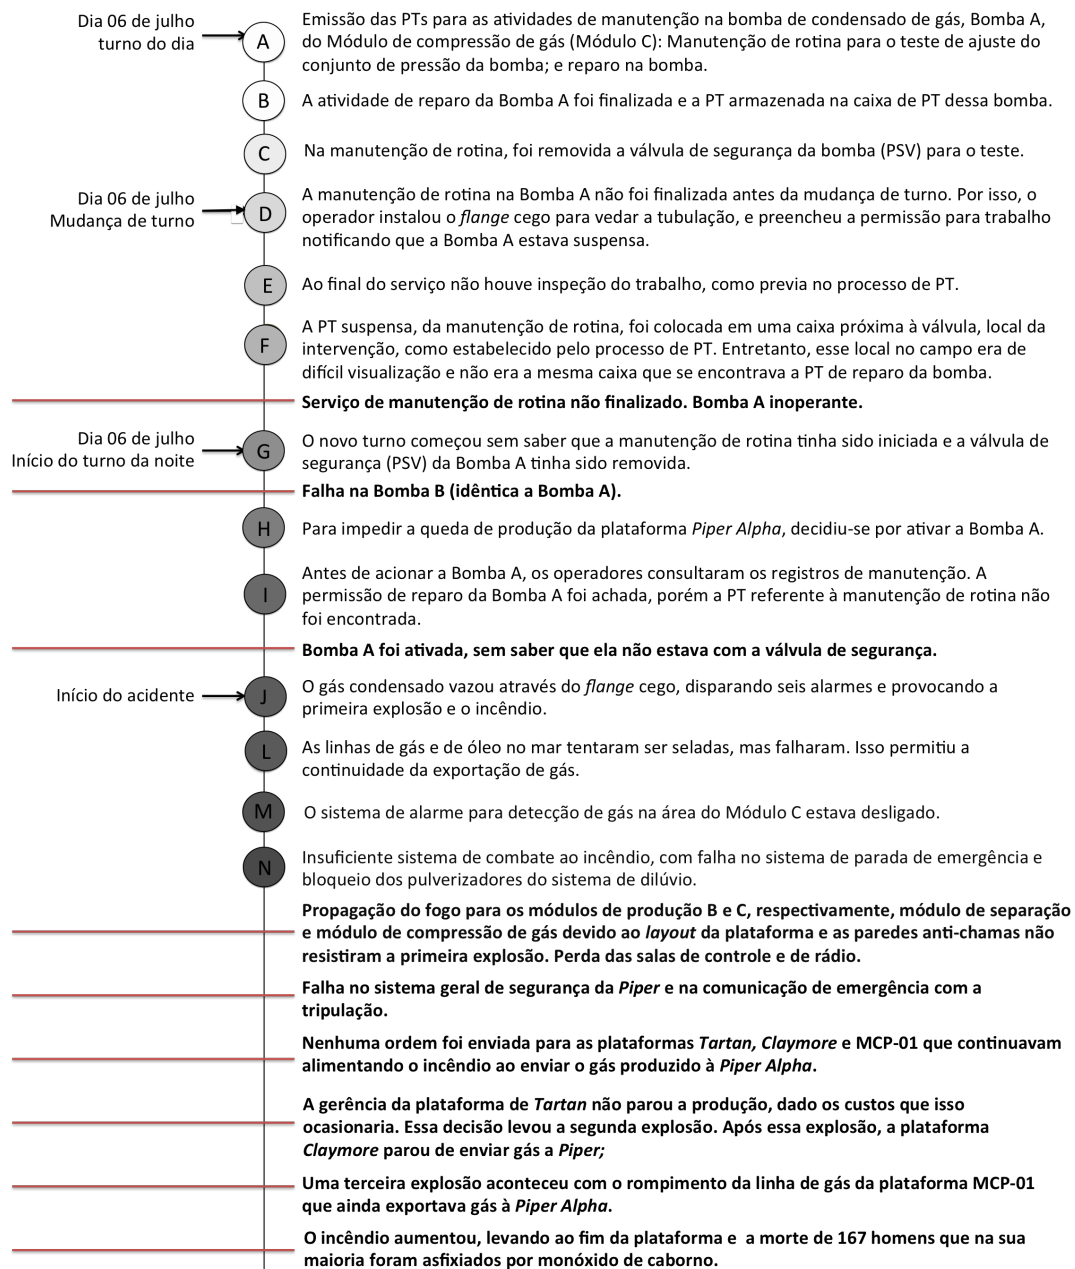 Dia 06 de julho
turno do dia
A
Emissão das PTs para as atividades de manutenção na bomba de condensado de gás, Bomba A,
do Módulo de compressão de gás (Módulo C): Manutenção de rotina para o teste de ajuste do
conjunto de pressão da bomba; e reparo na bomba.
B
A atividade de reparo da Bomba A foi finalizada e a PT armazenada na caixa de PT dessa bomba.
C
Na manutenção de rotina, foi removida a válvula de segurança da bomba (PSV) para o teste.
Dia 06 de julho
Mudança de turno
D
A manutenção de rotina na Bomba A não foi finalizada antes da mudança de turno. Por isso, o
operador instalou o flange cego para vedar a tubulação, e preencheu a permissão para trabalho
notificando que a Bomba A estava suspensa.
E
Ao final do serviço não houve inspeção do trabalho, como previa no processo de PT.
F
A PT suspensa, da manutenção de rotina, foi colocada em uma caixa próxima à válvula, local da
intervenção, como estabelecido pelo processo de PT. Entretanto, esse local no campo era de
difícil visualização e não era a mesma caixa que se encontrava a PT de reparo da bomba.
Serviço de manutenção de rotina não finalizado. Bomba A inoperante.
Dia 06 de julho
Início do turno da noite
G
O novo turno começou sem saber que a manutenção de rotina tinha sido iniciada e a válvula de
segurança (PSV) da Bomba A tinha sido removida.
Falha na Bomba B (idêntica a Bomba A).
H
Para impedir a queda de produção da plataforma Piper Alpha, decidiu-se por ativar a Bomba A.
I
Antes de acionar a Bomba A, os operadores consultaram os registros de manutenção. A
permissão de reparo da Bomba A foi achada, porém a PT referente à manutenção de rotina não
foi encontrada.
Bomba A foi ativada, sem saber que ela não estava com a válvula de segurança.
Início do acidente
J
O gás condensado vazou através do flange cego, disparando seis alarmes e provocando a
primeira explosão e o incêndio.
L
As linhas de gás e de óleo no mar tentaram ser seladas, mas falharam. Isso permitiu a
continuidade da exportação de gás.
M
O sistema de alarme para detecção de gás na área do Módulo C estava desligado.
N
Insuficiente sistema de combate ao incêndio, com falha no sistema de parada de emergência e
bloqueio dos pulverizadores do sistema de dilúvio.
Propagação do fogo para os módulos de produção B e C, respectivamente, módulo de separação
e módulo de compressão de gás devido ao layout da plataforma e as paredes anti-chamas não
resistiram a primeira explosão. Perda das salas de controle e de rádio.
Falha no sistema geral de segurança da Piper e na comunicação de emergência com a
tripulação.
Nenhuma ordem foi enviada para as plataformas Tartan, Claymore e MCP-01 que continuavam
alimentando o incêndio ao enviar o gás produzido à Piper Alpha.
A gerência da plataforma de Tartan não parou a produção, dado os custos que isso
ocasionaria. Essa decisão levou a segunda explosão. Após essa explosão, a plataforma
Claymore parou de enviar gás a Piper;
Uma terceira explosão aconteceu com o rompimento da linha de gás da plataforma MCP-01
que ainda exportava gás à Piper Alpha.
O incêndio aumentou, levando ao fim da plataforma e a morte de 167 homens que na sua
maioria foram asfixiados por monóxido de caborno.